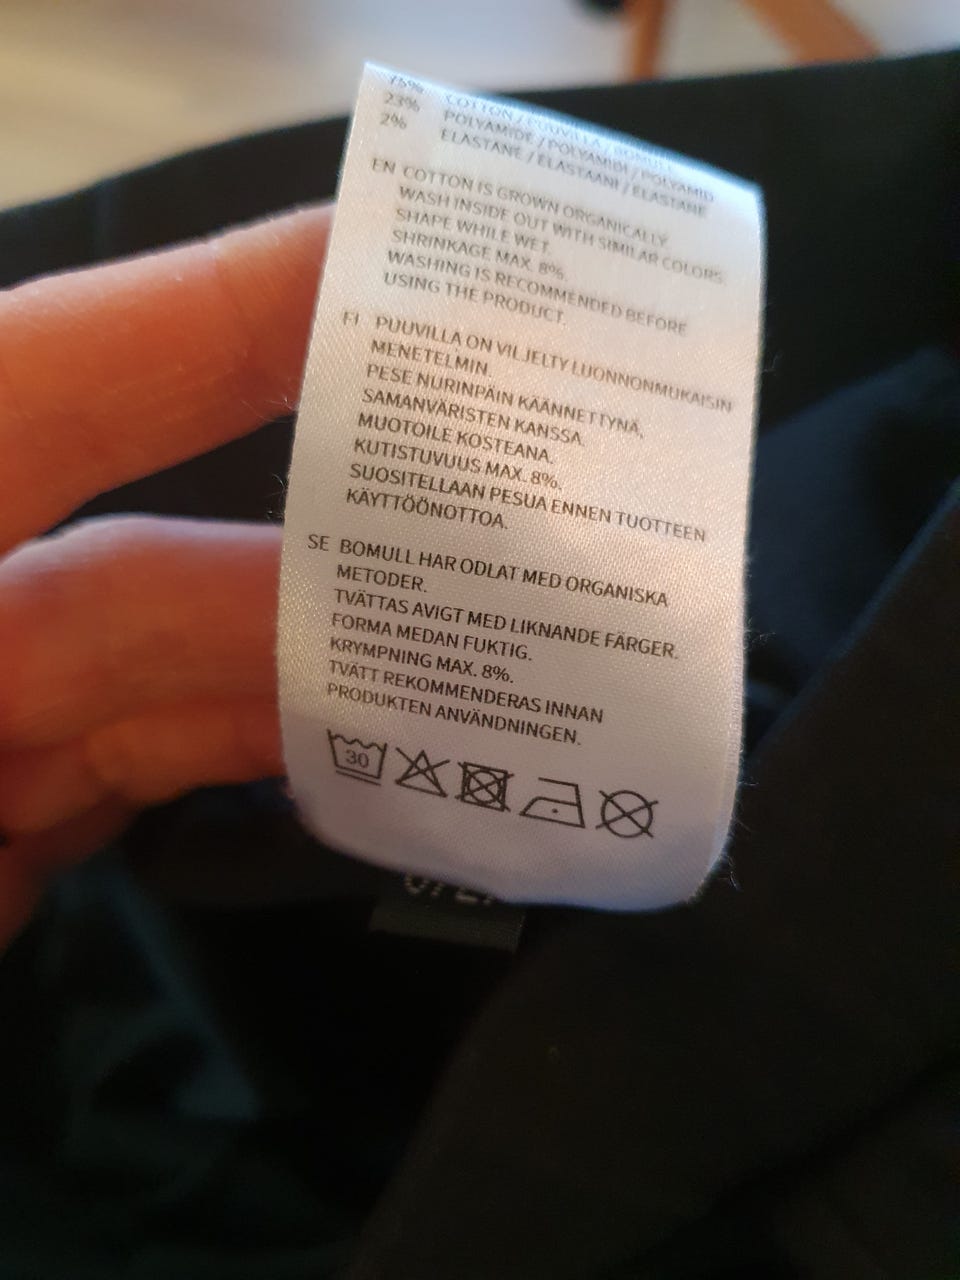 75% COTTON / PUUVILLA / BOMULL
23% POLYAMIDE / POLYAMIDI / POLYAMID
2% ELASTANE / ELASTAANI / ELASTANE
EN COTTON IS GROWN ORGANICALLY
WASH INSIDE OUT WITH SIMILAR COLORS.
SHAPE WHILE WET.
SHRINKAGE MAX. 8%.
WASHING IS RECOMMENDED BEFORE
USING THE PRODUCT.
FI PUUVILLA ON VILJELTY LUONNONMUKAISIN
MENETELMIN.
PESE NURINPÄIN KÄÄNNETTYNÄ,
SAMANVÄRISTEN KANSSA.
MUOTOILE KOSTEANA.
KUTISTUVUUS MAX. 8%.
SUOSITELLAAN PESUA ENNEN TUOTTEEN
KÄYTTÖÖNOTTOA.
SE BOMULL HAR ODLAT MED ORGANISKA
METODER.
TVÄTTAS AVIGT MED LIKNANDE FÄRGER.
FORMA MEDAN FUKTIG.
KRYMPNING MAX. 8%.
TVÄTT REKOMMENDERAS INNAN
PRODUKTEN ANVÄNDNINGEN.
30